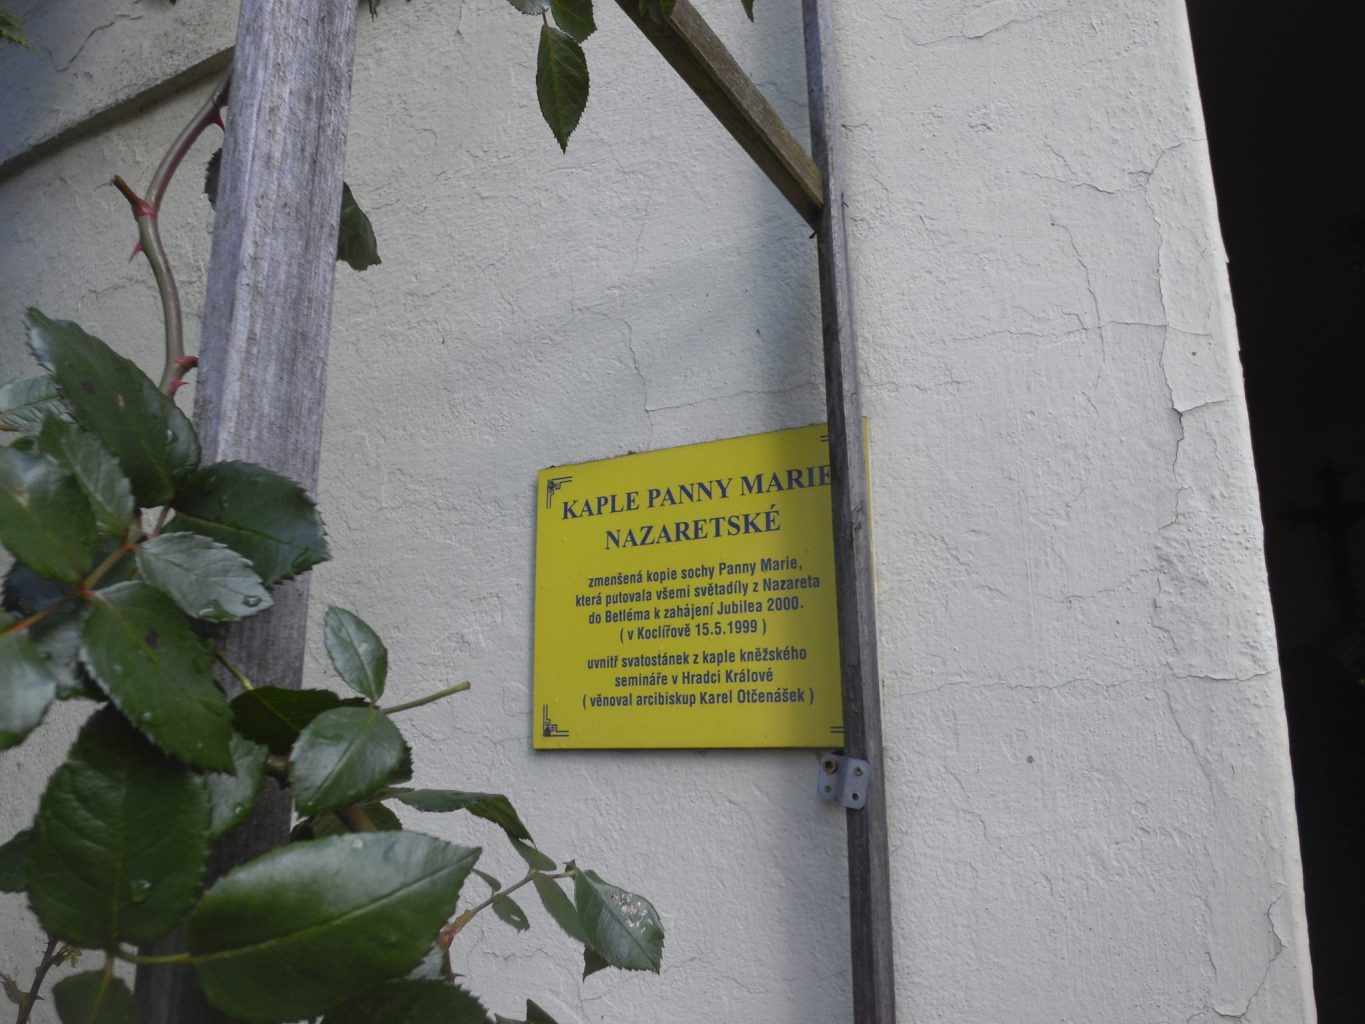 KAPLE PANNY MARIE
NAZARETSKÉ
zmenšená kopie sochy Panny Marie,
která putovala všemi světadíly z Nazareta
do Betléma k zahájení Jubilea 2000.
( v Koclířově 15.5.1999 )
uvnitř svatostánek z kaple kněžského
semináře v Hradci Králové
( věnoval arcibiskup Karel Otčenášek )